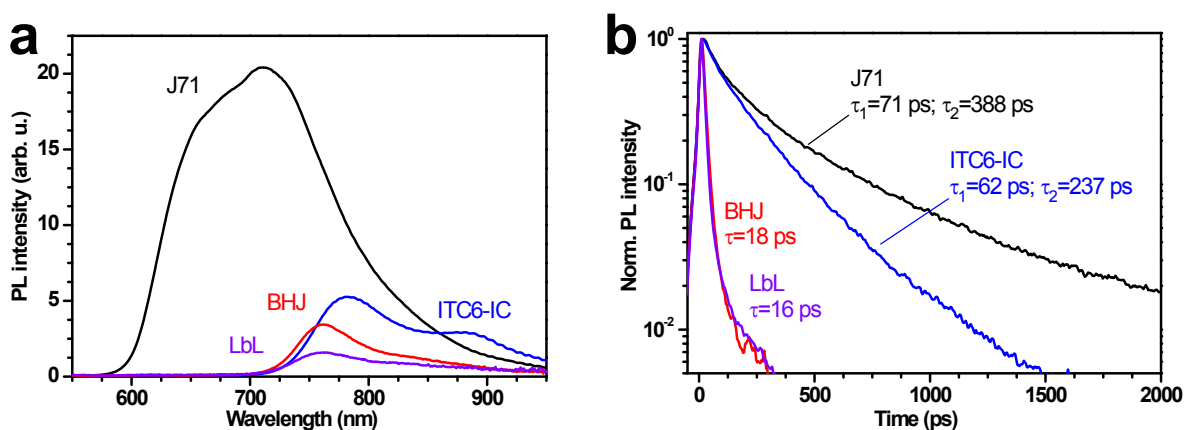 a
PL intensity (arb. u.)
20
15
10
5
0
J71
BHJ
LbL
ITC6-IC
600
700
800
900
Wavelength (nm)
b
Norm. PL intensity
10⁰
10⁻¹
10⁻²
J71
τ₁=71 ps; τ₂=388 ps
ITC6-IC
τ₁=62 ps; τ₂=237 ps
BHJ
τ=18 ps
LbL
τ=16 ps
0
500
1000
1500
2000
Time (ps)